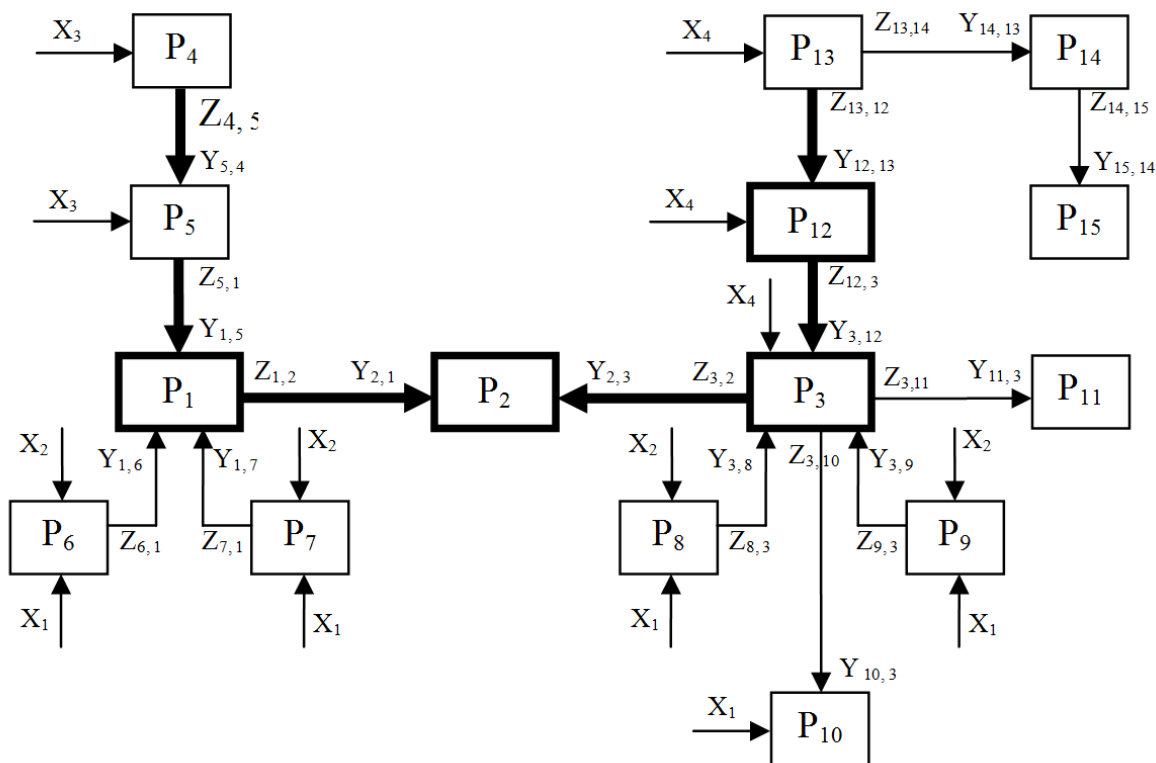 X3 P4 X4 P13 Z13,14 Y14,13 P14
Z4,5 Z13,12 Z14,15
Y5,4 Y12,13 Y15,14
X3 P5 X4 P12 P15
Z5,1 X4 Z12,3
Y1,5 Y3,12
P1 Z1,2 Y2,1 P2 Y2,3 Z3,2 P3 Z3,11 Y11,3 P11
X2 Y1,6 Y1,7 X2 X2 Y3,8 Z3,10 Y3,9 X2
P6 Z6,1 Z7,1 P7 P8 Z8,3 Z9,3 P9
X1 X1 X1 X1
Y10,3
X1 P10